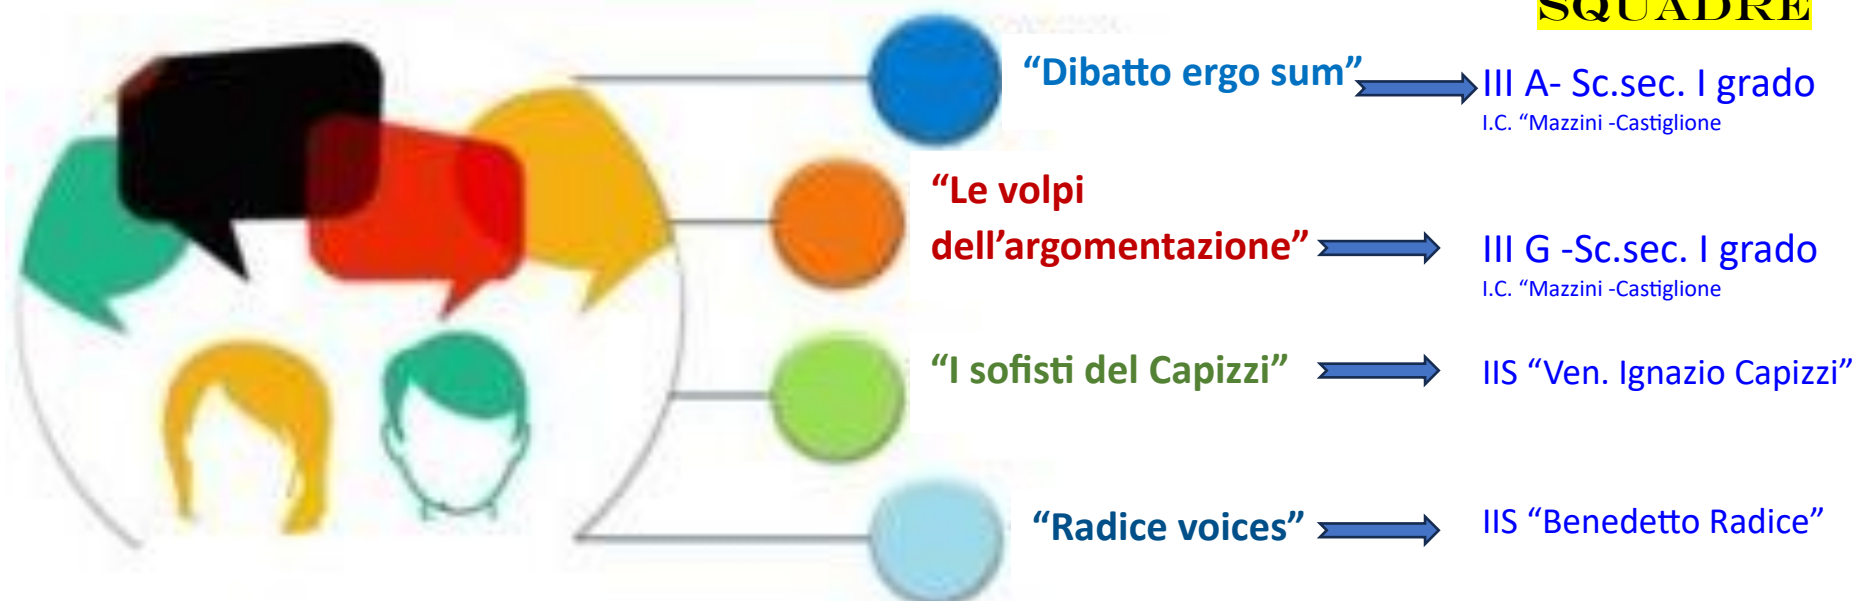 SQUADRE
“Dibatto ergo sum”
III A- Sc.sec. I grado
I.C. “Mazzini -Castiglione
“Le volpi
dell’argomentazione”
III G -Sc.sec. I grado
I.C. “Mazzini -Castiglione
“I sofisti del Capizzi”
IIS “Ven. Ignazio Capizzi”
“Radice voices”
IIS “Benedetto Radice”